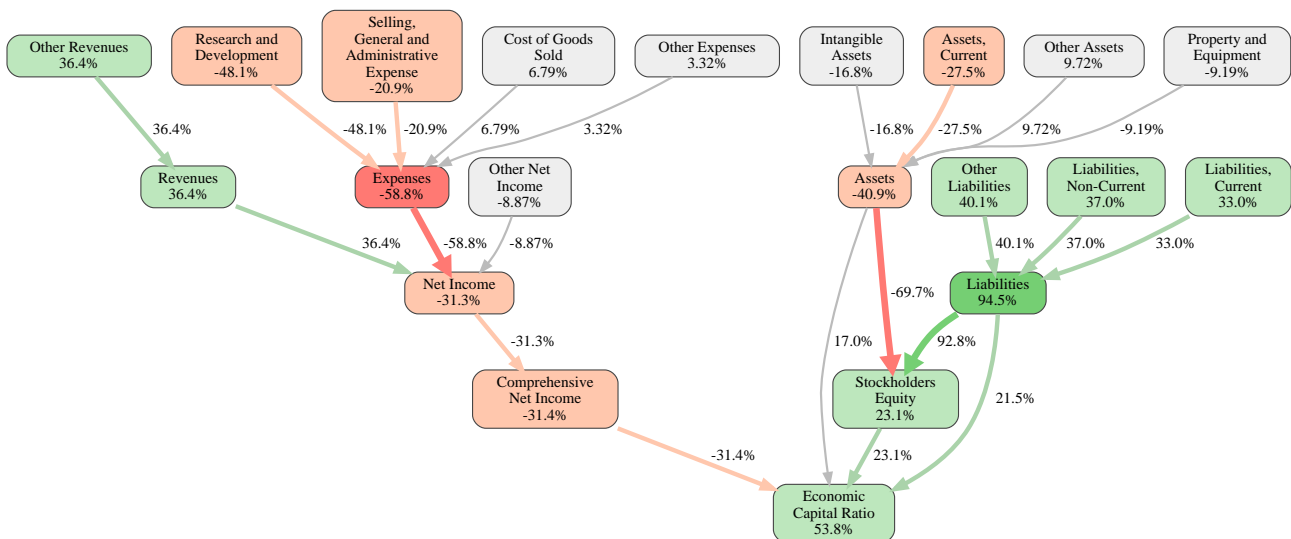 Other Revenues
36.4%
Research and
Development
-48.1%
Selling,
General and
Administrative
Expense
-20.9%
Cost of Goods
Sold
6.79%
Other Expenses
3.32%
Intangible
Assets
-16.8%
Assets,
Current
-27.5%
Other Assets
9.72%
Property and
Equipment
-9.19%
36.4%
-48.1%
-20.9%
6.79%
3.32%
-16.8%
-27.5%
9.72%
-9.19%
Revenues
36.4%
Expenses
-58.8%
Other Net
Income
-8.87%
Assets
-40.9%
Other
Liabilities
40.1%
Liabilities,
Non-Current
37.0%
Liabilities,
Current
33.0%
36.4%
-58.8%
-8.87%
40.1%
37.0%
33.0%
Net Income
-31.3%
-69.7%
Liabilities
94.5%
-31.3%
17.0%
92.8%
21.5%
Comprehensive
Net Income
-31.4%
Stockholders
Equity
23.1%
-31.4%
23.1%
Economic
Capital Ratio
53.8%